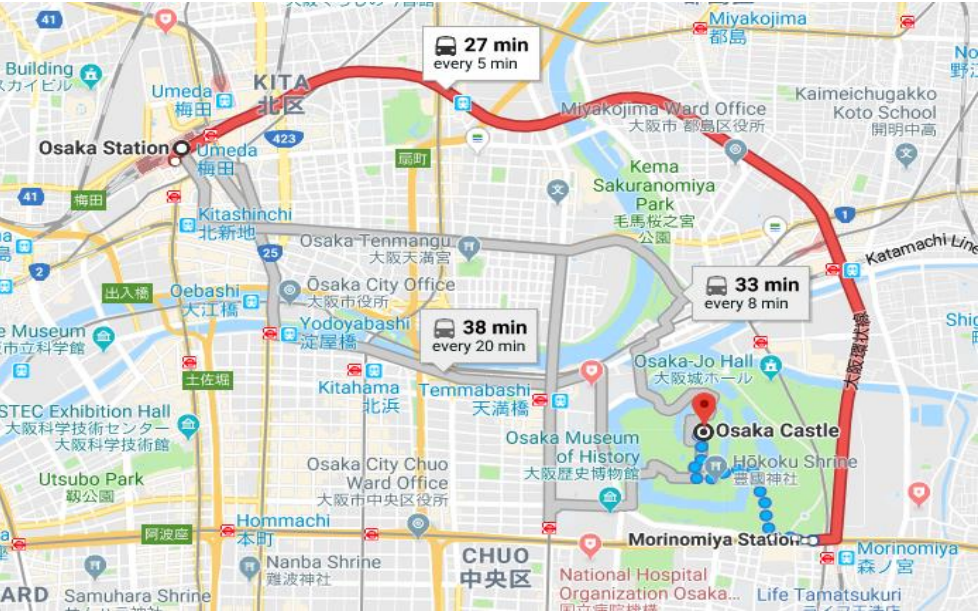 41
Miyakojima
都島
27 min
every 5 min
Building
スカイビル
Umeda
梅田
KITA
北区
Miyakojima Ward Office
大阪市 都島区役所
Kaimeichugakko
Koto School
開明中高
423
Osaka Station
Umeda
梅田
扇町
Kema
Sakuranomiya
Park
毛馬桜之宮
公園
41
梅田
Kitashinchi
北新地
1
25
Osaka Tenmangu
大阪天満宮
Katamachi Line
2
出入橋
Oebashi
大江橋
Ōsaka City Office
大阪市役所
33 min
every 8 min
Yodoyabashi
淀屋橋
38 min
every 20 min
e Museum
市立科学館
大阪環状線
土佐堀
Kitahama
北浜
Temmabashi
天満橋
Osaka-Jo Hall
大阪城ホール
STEC Exhibition Hall
大阪科学技術センター
大阪科学技術館
Osaka Castle
Osaka Museum
of History
大阪歴史博物館
Hōkoku Shrine
豊國神社
Utsubo Park
靱公園
Osaka City Chuo
Ward Office
大阪市中央区役所
阿波座
Hommachi
本町
Morinomiya Station
Morinomiya
森ノ宮
CHUO
中央区
Nanba Shrine
難波神社
National Hospital
Organization Osaka...
ARD
Samuhara Shrine
Life Tamatsukuri